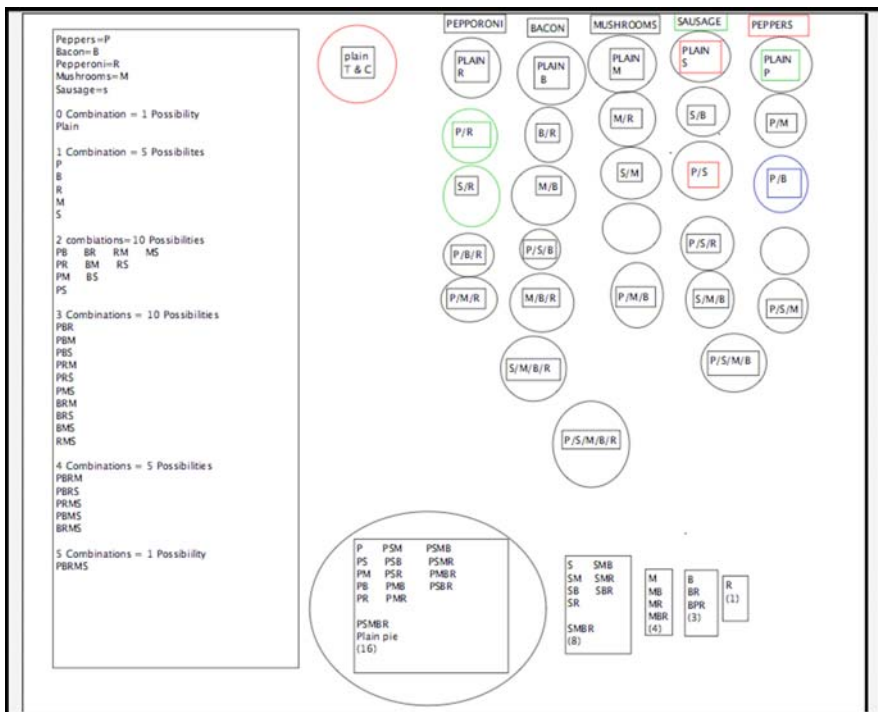 Peppers=P
Bacon=B
Pepperoni=R
Mushrooms=M
Sausage=s
0 Combination = 1 Possibility
Plain
1 Combination = 5 Possibilites
P
B
R
M
S
2 combiations=10 Possibilities
PB BR RM MS
PR BM RS
PM BS
PS
3 Combinations = 10 Possibilities
PBR
PBM
PBS
PRM
PRS
PMS
BRM
BRS
BMS
RMS
4 Combinations = 5 Possibilities
PBRM
PBRS
PRMS
PBMS
BRMS
5 Combinations = 1 Possibility
PBRMS
plain
T & C
PEPPORONI BACON MUSHROOMS SAUSAGE PEPPERS
PLAIN R
PLAIN B
PLAIN M
PLAIN S
PLAIN P
P/R B/R M/R S/B P/M
S/R M/B S/M P/S P/B
P/B/R P/S/B P/S/R
P/M/R M/B/R P/M/B S/M/B P/S/M
S/M/B/R P/S/M/B
P/S/M/B/R
P PSM PSMB
PS PSB PSMR
PM PSR PMBR
PB PMB PSBR
PR PMR
PSMBR
Plain pie
(16)
S SMB
SM SMR
SB SBR
SR
SMBR
(8)
M
MB
MR
MBR
(4)
B
BR
BPR
(3)
R
(1)